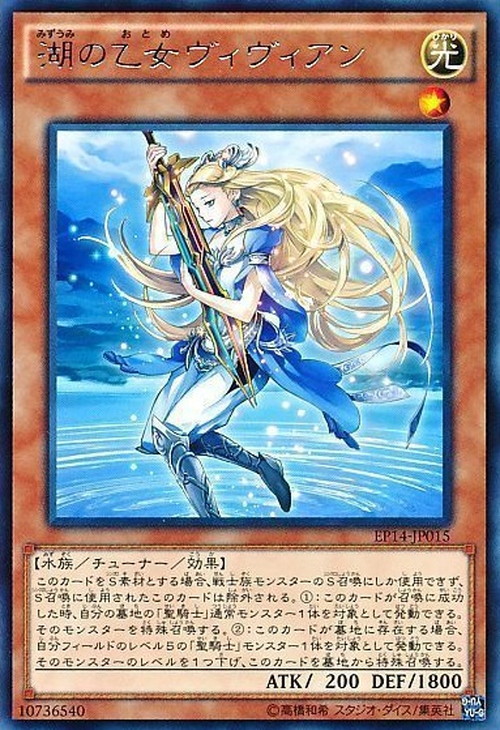 湖の乙女ヴィヴィアン
光
EP14-JP015
【水族／チューナー／効果】
このカードをS素材とする場合、戦士族モンスターのS召喚にしか使用できず、
S召喚に使用されたこのカードは除外される。①:このカードが召喚に成功
した時、自分の墓地の「聖騎士」通常モンスター1体を対象として発動できる。
そのモンスターを特殊召喚する。②:このカードが墓地に存在する場合、
自分フィールドのレベル5の「聖騎士」モンスター1体を対象として発動できる。
そのモンスターのレベルを1つ下げ、このカードを墓地から特殊召喚する。
ATK/ 200 DEF/1800
10736540 ©高橋和希 スタジオ・ダイス/集英社